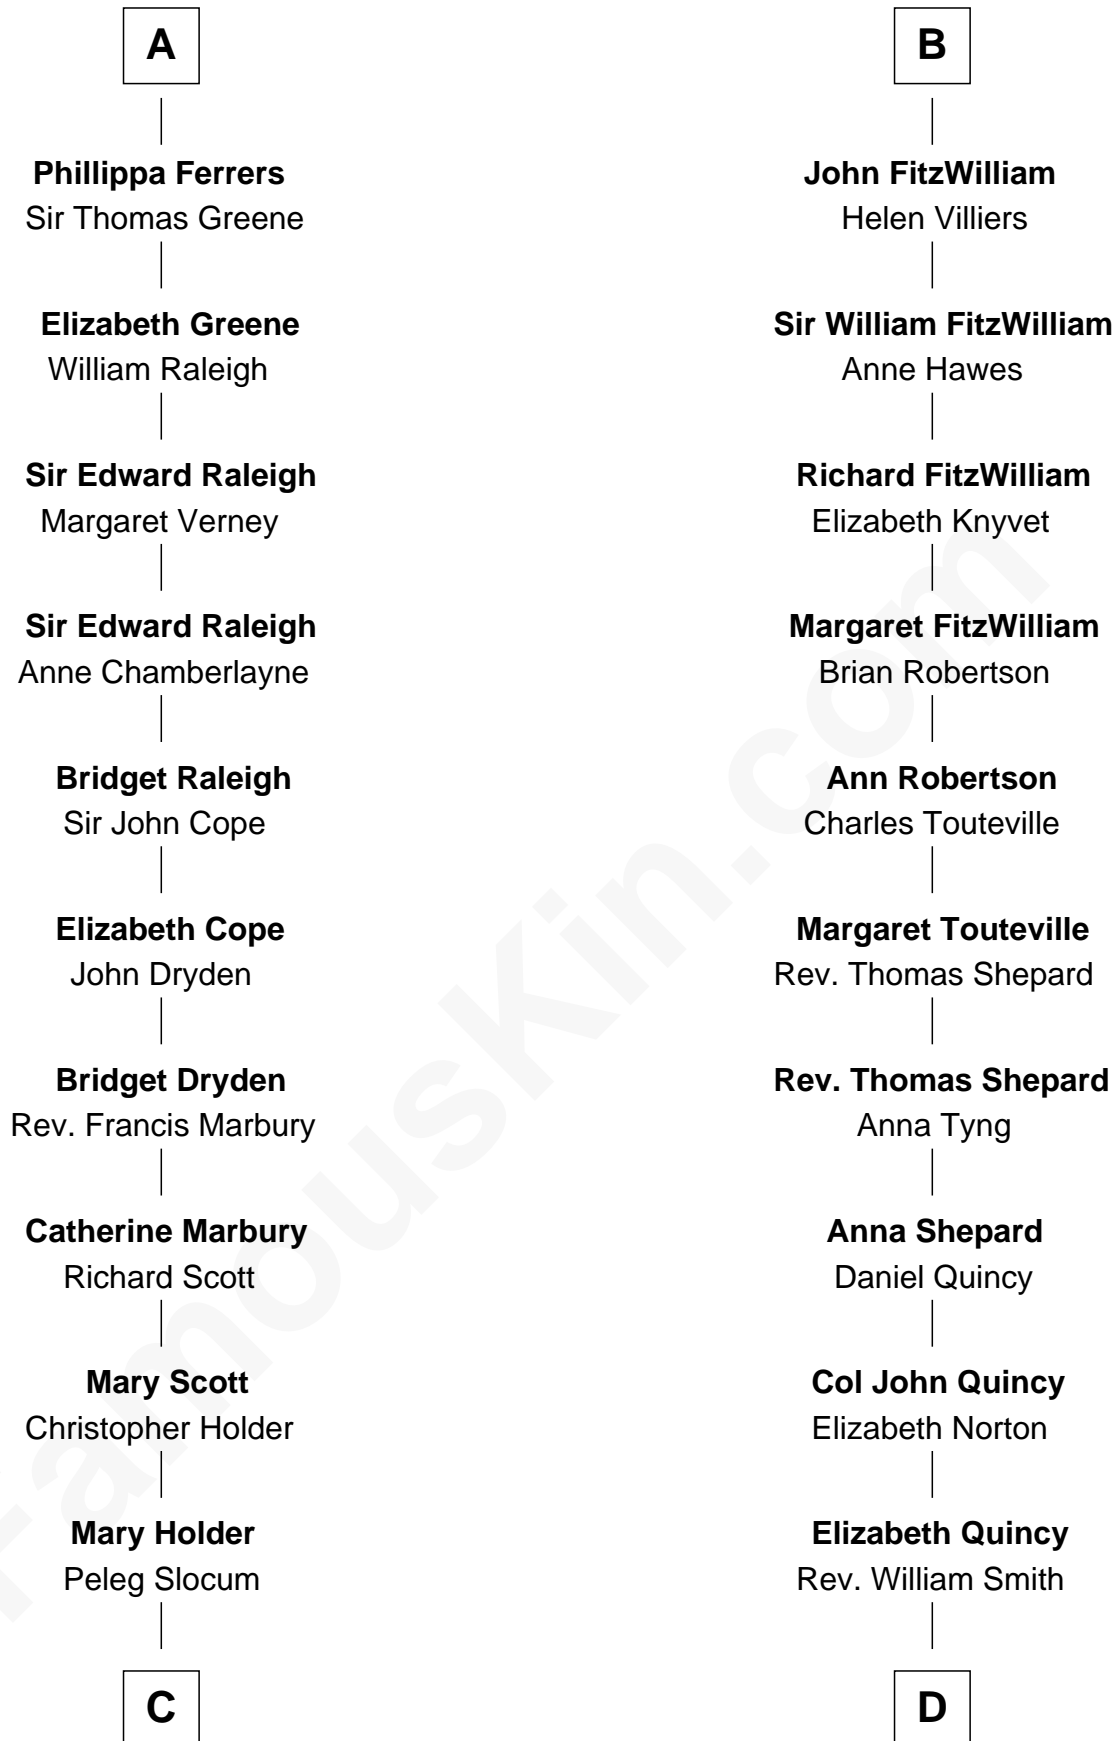 A
Phillippa Ferrers
Sir Thomas Greene
Elizabeth Greene
William Raleigh
Sir Edward Raleigh
Margaret Verney
Sir Edward Raleigh
Anne Chamberlayne
Bridget Raleigh
Sir John Cope
Elizabeth Cope
John Dryden
Bridget Dryden
Rev. Francis Marbury
Catherine Marbury
Richard Scott
Mary Scott
Christopher Holder
Mary Holder
Peleg Slocum
C
B
John FitzWilliam
Helen Villiers
Sir William FitzWilliam
Anne Hawes
Richard FitzWilliam
Elizabeth Knyvet
Margaret FitzWilliam
Brian Robertson
Ann Robertson
Charles Touteville
Margaret Touteville
Rev. Thomas Shepard
Rev. Thomas Shepard
Anna Tyng
Anna Shepard
Daniel Quincy
Col John Quincy
Elizabeth Norton
Elizabeth Quincy
Rev. William Smith
D
FamousKin.com